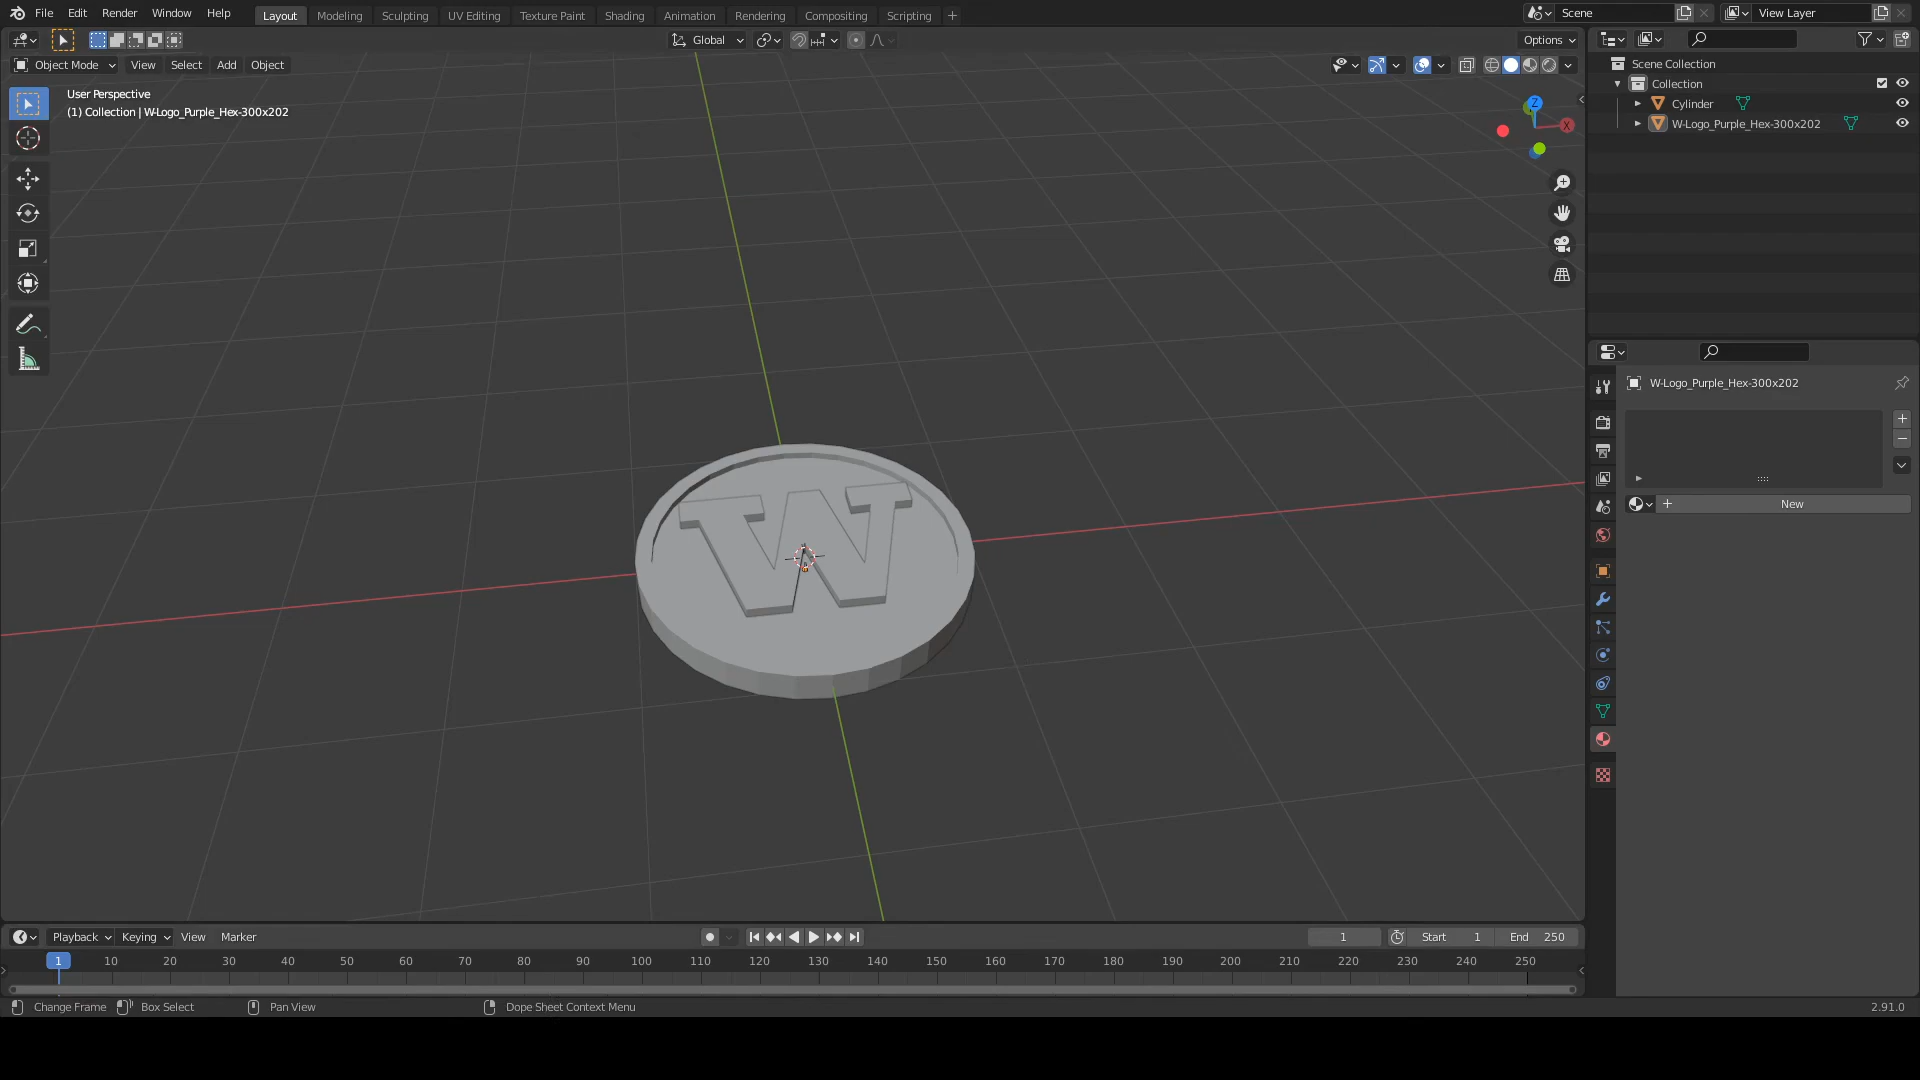 File Edit Render Window Help Layout Modeling Sculpting UV Editing Texture Paint Shading Animation Rendering Compositing Scripting + Scene View Layer
Global Options
Object Mode View Select Add Object
User Perspective
(1) Collection | W-Logo_Purple_Hex-300x202
Z
X
W
Scene Collection
Collection
Cylinder
W-Logo_Purple_Hex-300x202
W-Logo_Purple_Hex-300x202
New
Playback Keying View Marker 1 Start 1 End 250
1 10 20 30 40 50 60 70 80 90 100 110 120 130 140 150 160 170 180 190 200 210 220 230 240 250
Change Frame Box Select Pan View Dope Sheet Context Menu 2.91.0